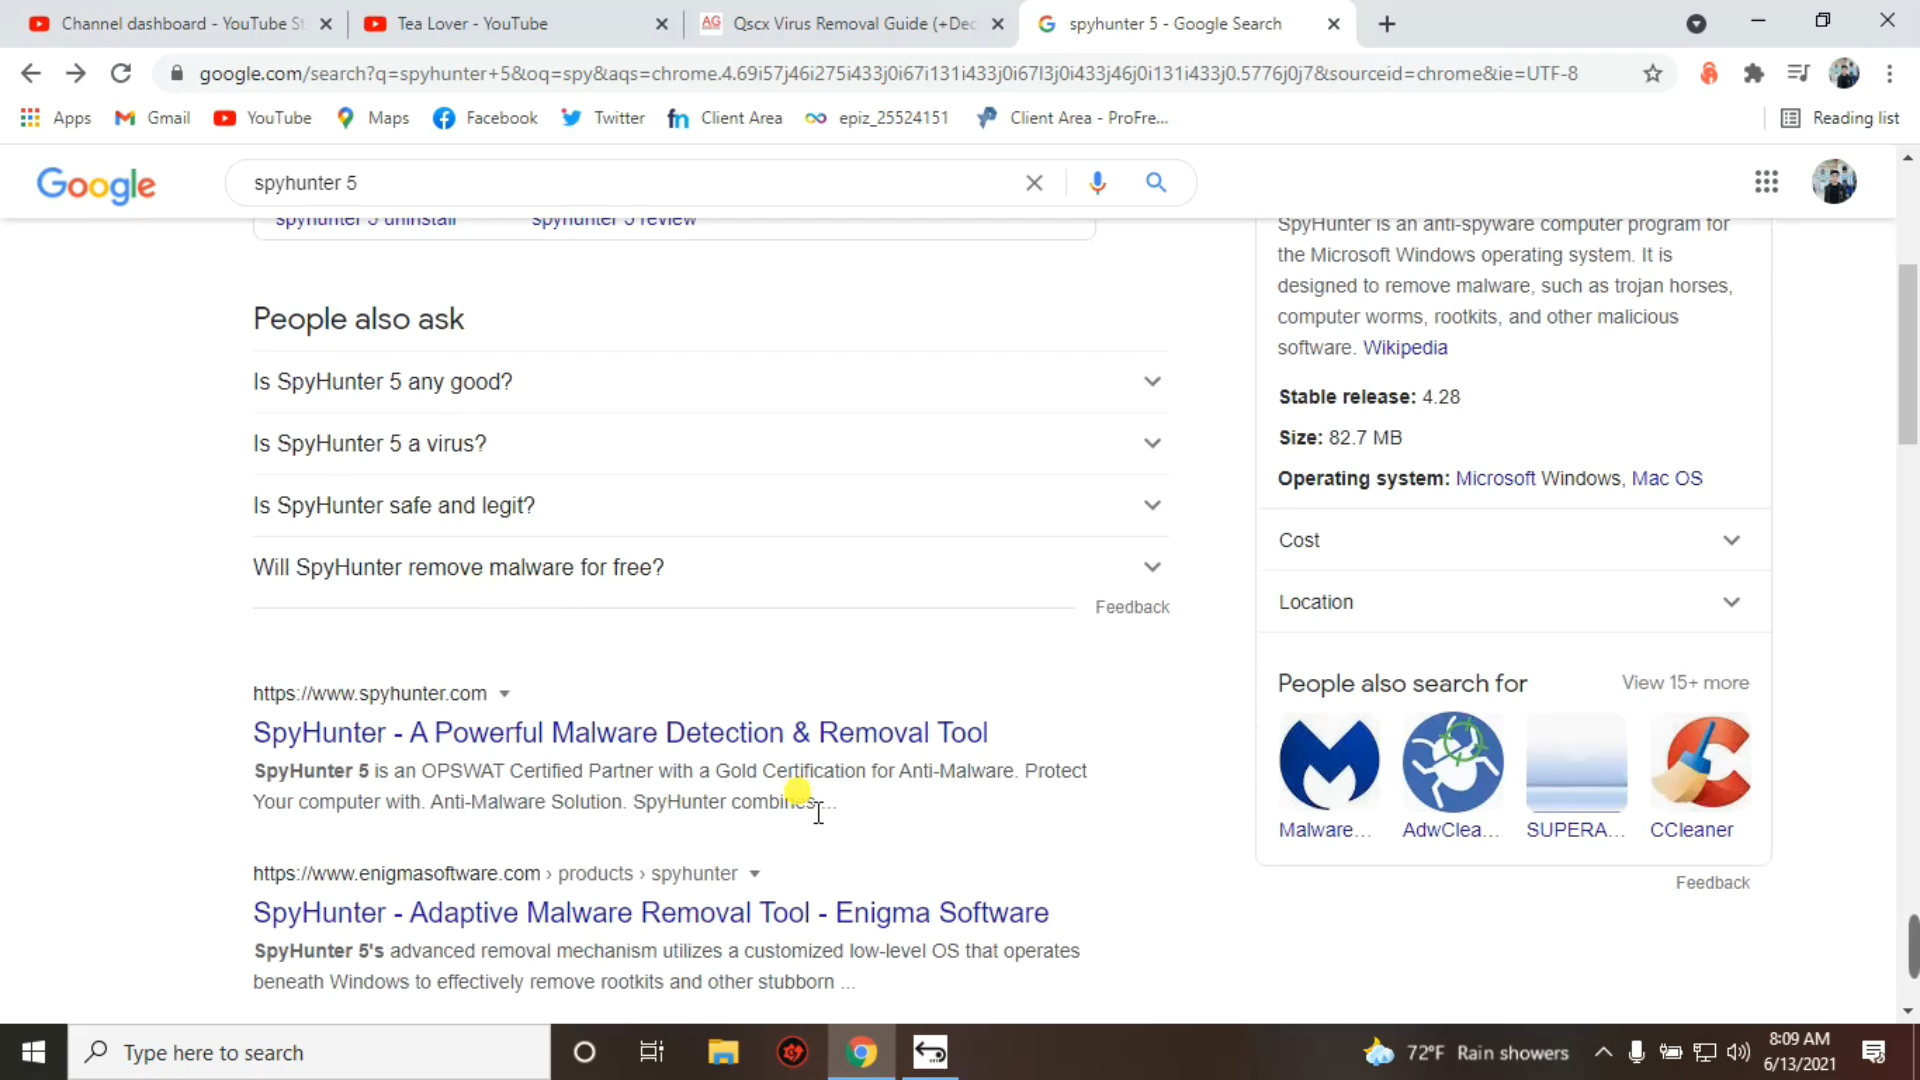 Channel dashboard - YouTube St
Tea Lover - YouTube
AG Qscx Virus Removal Guide (+Dec
spyhunter 5 - Google Search
google.com/search?q=spyhunter+5&oq=spy&aqs=chrome.4.69i57j46i275i433j0i67i131i433j0i67l3j0i433j46j0i131i433j0.5776j0j7&sourceid=chrome&ie=UTF-8
Apps
Gmail
YouTube
Maps
Facebook
Twitter
fn Client Area
epiz_25524151
Client Area - ProFre...
Reading list
Google
spyhunter 5
spyhunter 5 uninstall
spyhunter 5 review
People also ask
Is SpyHunter 5 any good?
Is SpyHunter 5 a virus?
Is SpyHunter safe and legit?
Will SpyHunter remove malware for free?
Feedback
https://www.spyhunter.com
SpyHunter - A Powerful Malware Detection & Removal Tool
SpyHunter 5 is an OPSWAT Certified Partner with a Gold Certification for Anti-Malware. Protect
Your computer with. Anti-Malware Solution. SpyHunter combines ...
https://www.enigmasoftware.com › products › spyhunter
SpyHunter - Adaptive Malware Removal Tool - Enigma Software
SpyHunter 5's advanced removal mechanism utilizes a customized low-level OS that operates
beneath Windows to effectively remove rootkits and other stubborn ...
SpyHunter is an anti-spyware computer program for
the Microsoft Windows operating system. It is
designed to remove malware, such as trojan horses,
computer worms, rootkits, and other malicious
software. Wikipedia
Stable release: 4.28
Size: 82.7 MB
Operating system: Microsoft Windows, Mac OS
Cost
Location
People also search for
View 15+ more
Malware...
AdwClea...
SUPERA...
CCleaner
Feedback
Type here to search
72°F Rain showers
8:09 AM
6/13/2021